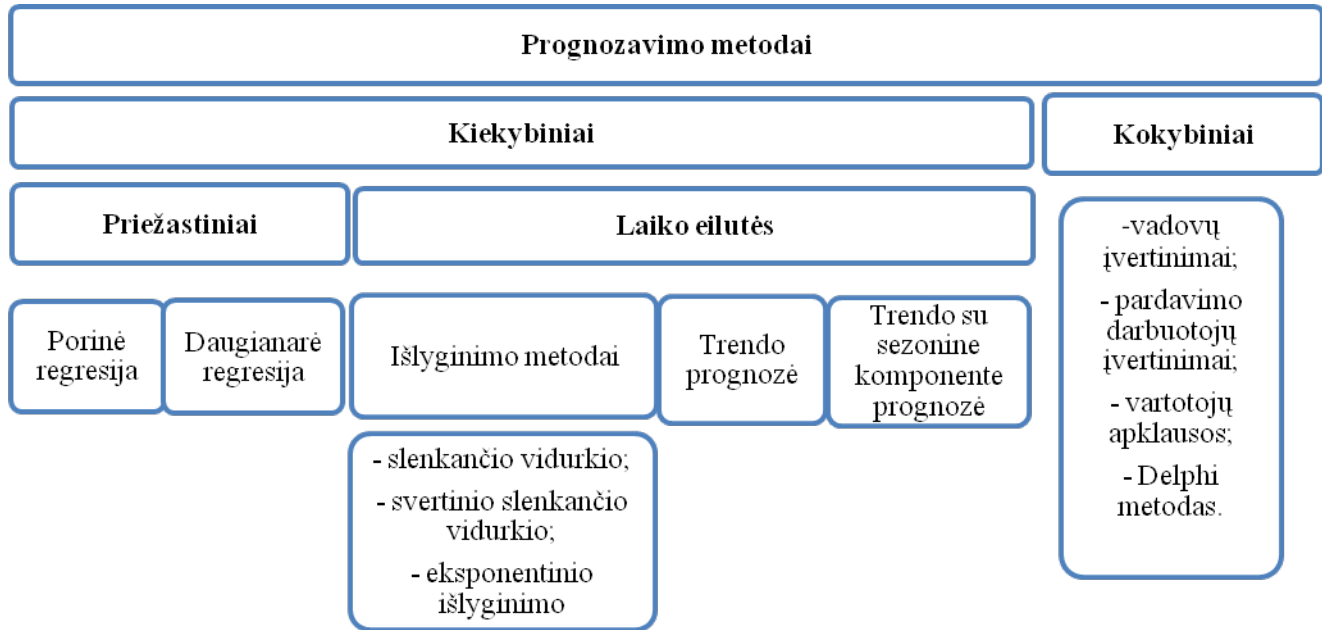 Prognozavimo metodai
Kiekybiniai
Kokybiniai
Priežastiniai
Laiko eilutės
Porinė
regresija
Daugianarė
regresija
Išlyginimo metodai
Trendo
prognozė
Trendo su
sezonine
komponente
prognozė
- slenkančio vidurkio;
- svertinio slenkančio
vidurkio;
- eksponentinio
išlyginimo
-vadovų
įvertinimai;
- pardavimo
darbuotojų
įvertinimai;
- vartotojų
apklausos;
- Delphi
metodas.